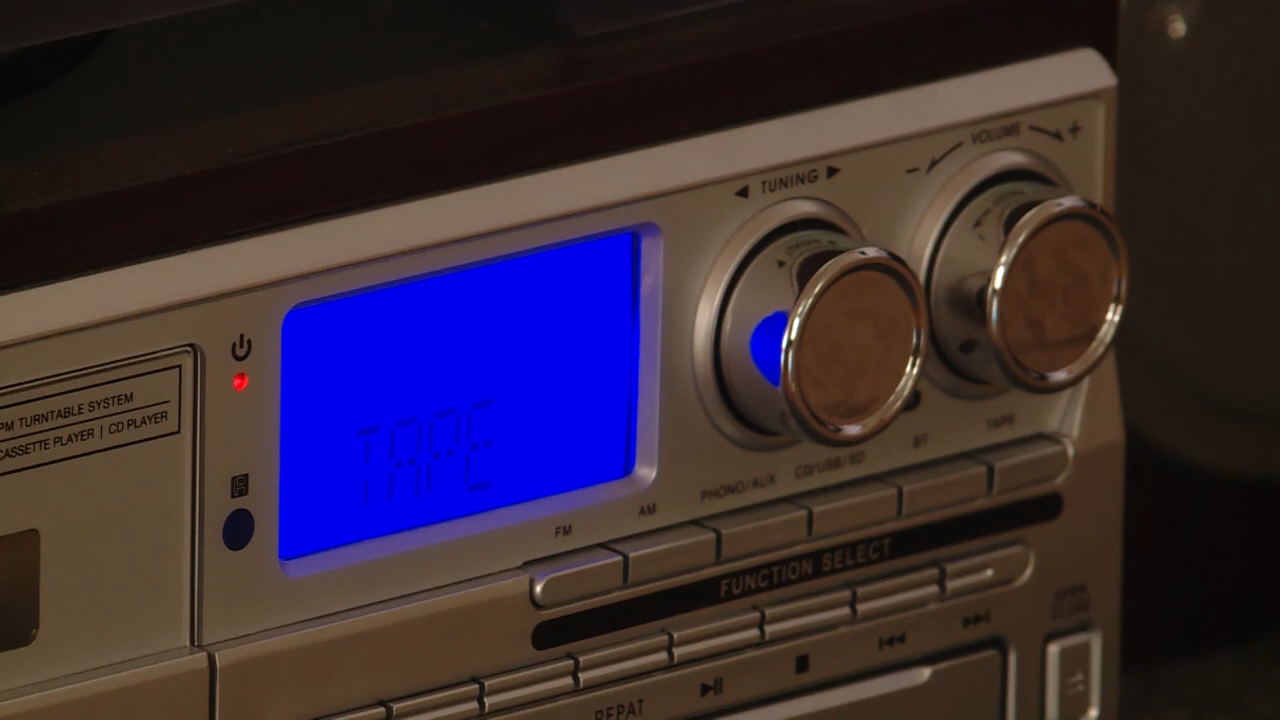 PM TURNTABLE SYSTEM
CASSETTE PLAYER | CD PLAYER
TAPE
TUNING
VOLUME
- +
FM
AM
PHONO/AUX
CD/USB/SD
BT
TAPE
FUNCTION SELECT
REPAT
OPEN